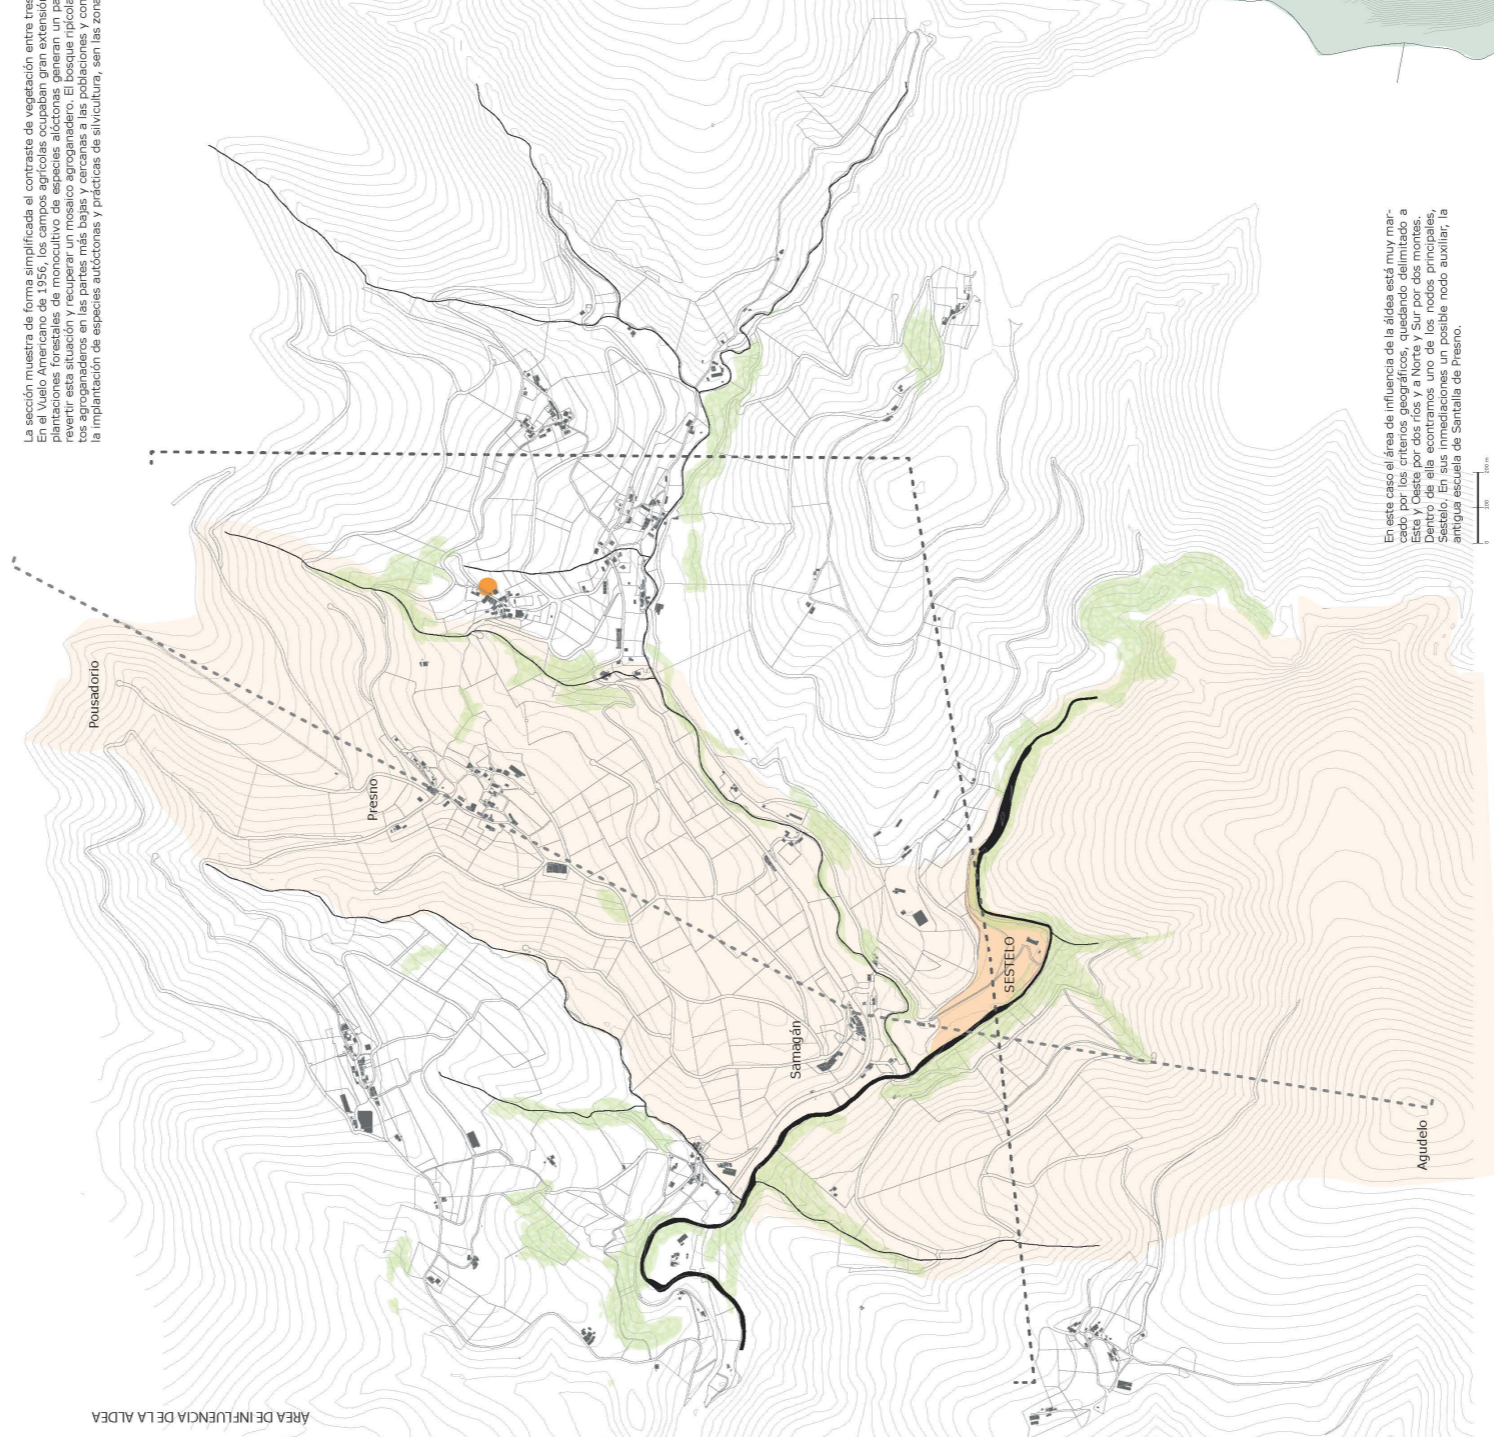 La sección muestra de forma simplificada el contraste de vegetación entre tres
En el Vuelo Americano de 1956, los campos agrícolas ocupaban gran extensión
plantaciones forestales de monocultivo de especies alóctonas generan un pa
revertir esta situación y recuperar un mosaico agroganadero. El bosque ripícola
tos agroganaderos en las partes más bajas y cercanas a las poblaciones y con
la implantación de especies autóctonas y prácticas de silvicultura, sen las zona
Pousadorio
Presno
Samagán
SESTELO
Agudelo
En este caso el área de influencia de la áldea está muy mar-
cado por los criterios geográficos, quedando delimitado a
Este y Oeste por dos ríos y a Norte y Sur por dos montes.
Dentro de ella econtramos uno de los nodos principales,
Sestelo. En sus inmediaciones un posible nodo auxiliar, la
antigua escuela de Santalla de Presno.
0 100 200 m
ÁREA DE INFLUENCIA DE LA ALDEA